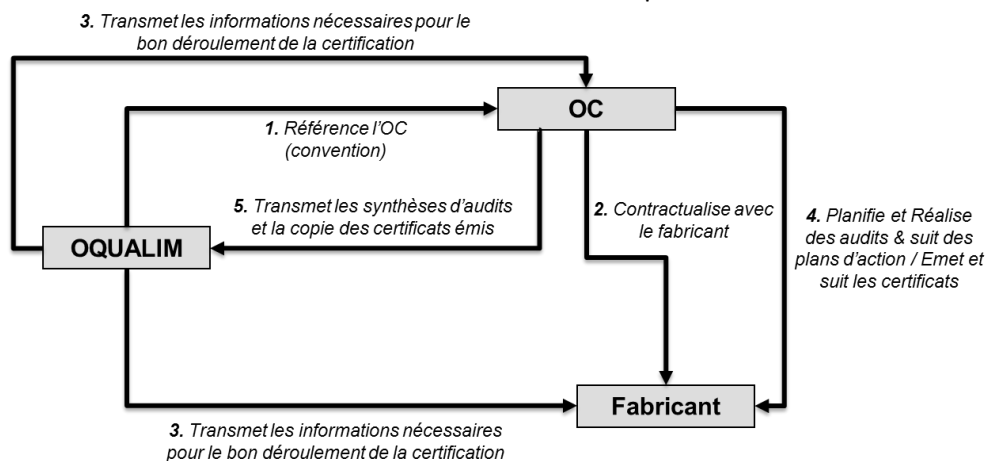 3. Transmet les informations nécessaires pour le
bon déroulement de la certification
OC
1. Référence l'OC
(convention)
5. Transmet les synthèses d'audits
et la copie des certificats émis
2. Contractualise avec
le fabricant
4. Planifie et Réalise
des audits & suit des
plans d'action / Emet et
suit les certificats
OQUALIM
Fabricant
3. Transmet les informations nécessaires
pour le bon déroulement de la certification